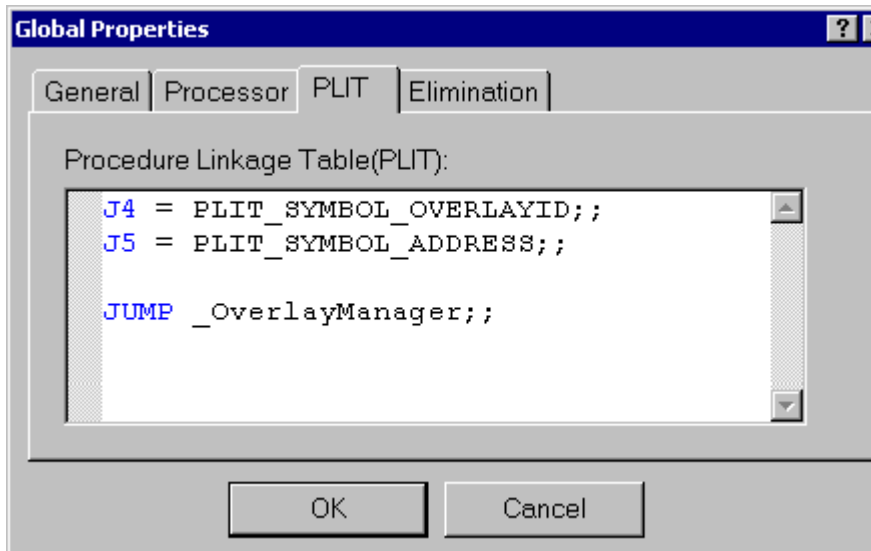 Global Properties
General Processor PLIT Elimination
Procedure Linkage Table(PLIT):
J4 = PLIT_SYMBOL_OVERLAYID;;
J5 = PLIT_SYMBOL_ADDRESS;;
JUMP _OverlayManager;;
OK Cancel